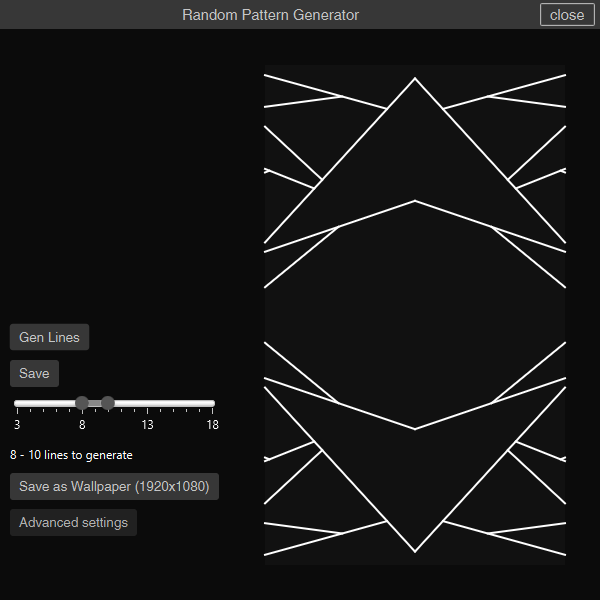 Random Pattern Generator
close
Gen Lines
Save
3 8 13 18
8 - 10 lines to generate
Save as Wallpaper (1920x1080)
Advanced settings